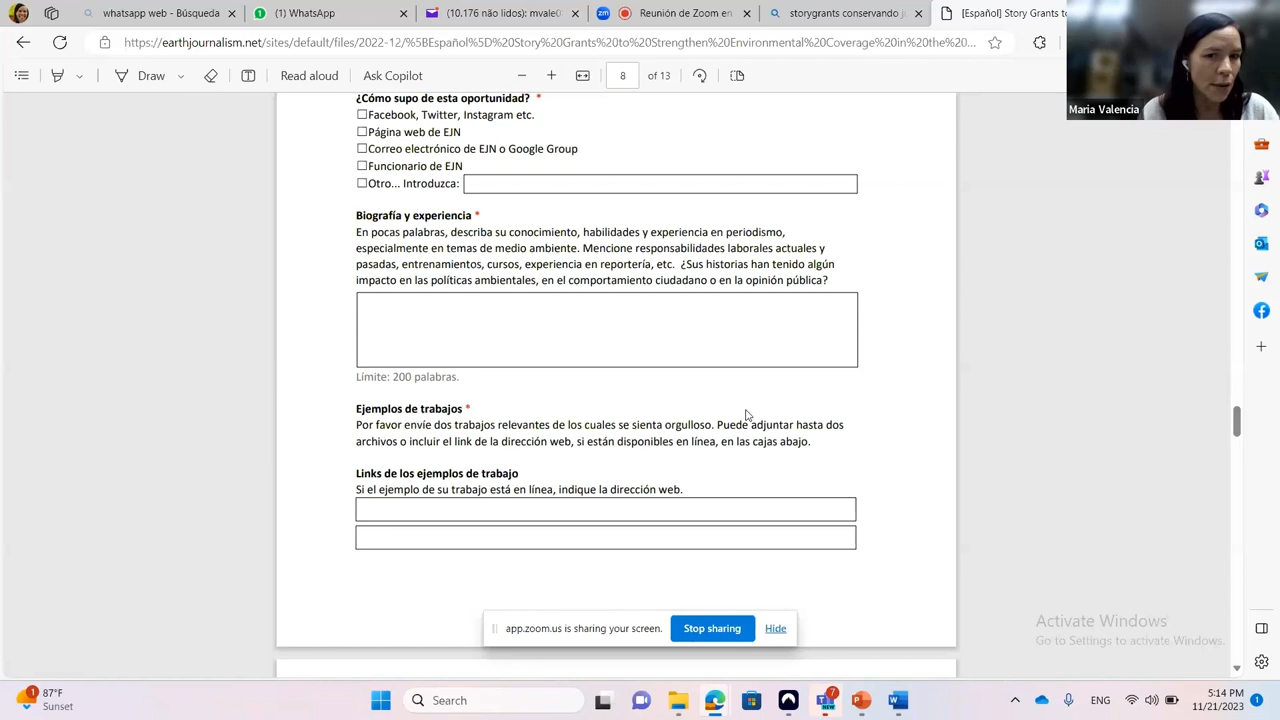 whatsapp web - Búsqueda
(1) WhatsApp
(10.176 não lidos); mvale0
Reunión de Zoom
storygrants conservando
[Español] Story Grants to
https://earthjournalism.net/sites/default/files/2022-12/%5BEspañol%5D%20Story%20Grants%20to%20Strengthen%20Environmental%20Coverage%20in%20the%20...
Draw
Read aloud
Ask Copilot
8 of 13
Maria Valencia
¿Cómo supo de esta oportunidad? *
Facebook, Twitter, Instagram etc.
Página web de EJN
Correo electrónico de EJN o Google Group
Funcionario de EJN
Otro... Introduzca:
Biografía y experiencia *
En pocas palabras, describa su conocimiento, habilidades y experiencia en periodismo,
especialmente en temas de medio ambiente. Mencione responsabilidades laborales actuales y
pasadas, entrenamientos, cursos, experiencia en reportería, etc. ¿Sus historias han tenido algún
impacto en las políticas ambientales, en el comportamiento ciudadano o en la opinión pública?
Límite: 200 palabras.
Ejemplos de trabajos *
Por favor envíe dos trabajos relevantes de los cuales se sienta orgulloso. Puede adjuntar hasta dos
archivos o incluir el link de la dirección web, si están disponibles en línea, en las cajas abajo.
Links de los ejemplos de trabajo
Si el ejemplo de su trabajo está en línea, indique la dirección web.
app.zoom.us is sharing your screen.
Stop sharing
Hide
Activate Windows
Go to Settings to activate Windows.
1
87°F
Sunset
Search
7
NEW
ENG
5:14 PM
11/21/2023